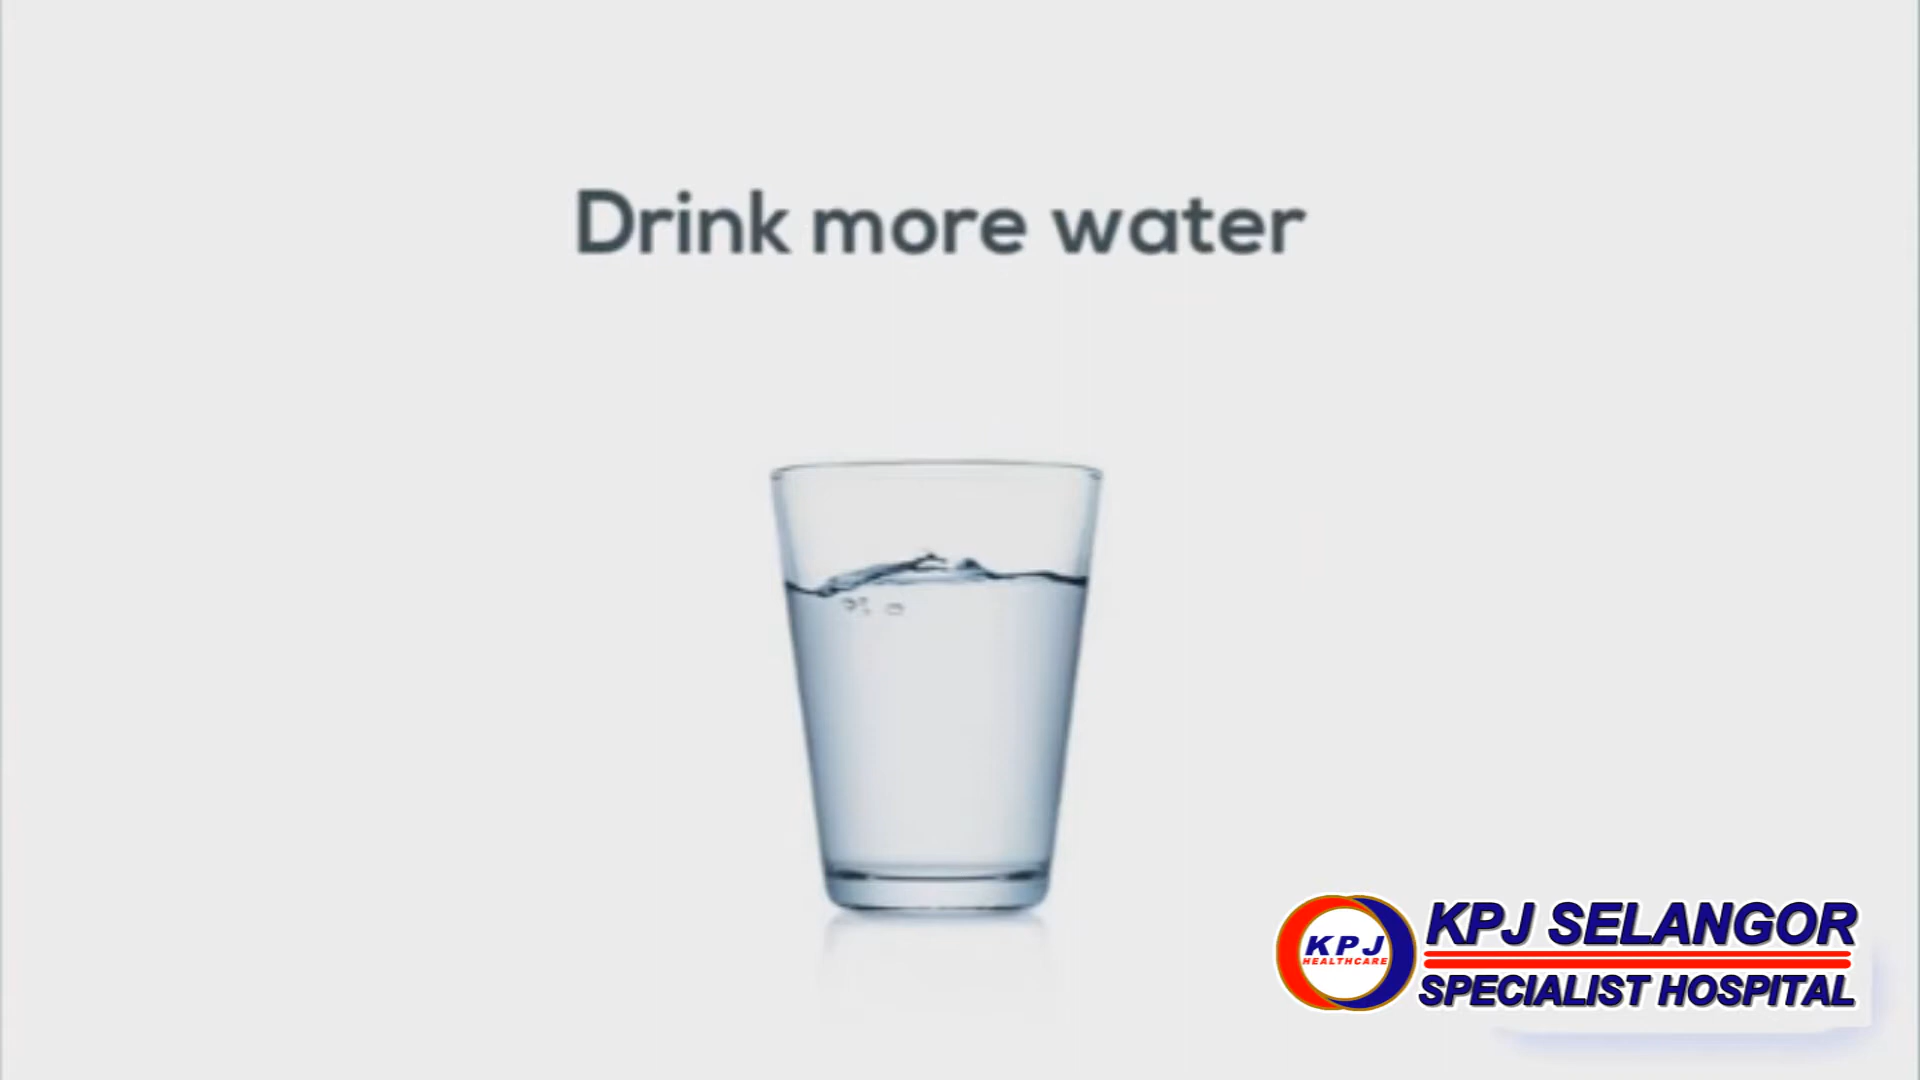 Drink more water
KPJ
HEALTHCARE
KPJ SELANGOR
SPECIALIST HOSPITAL